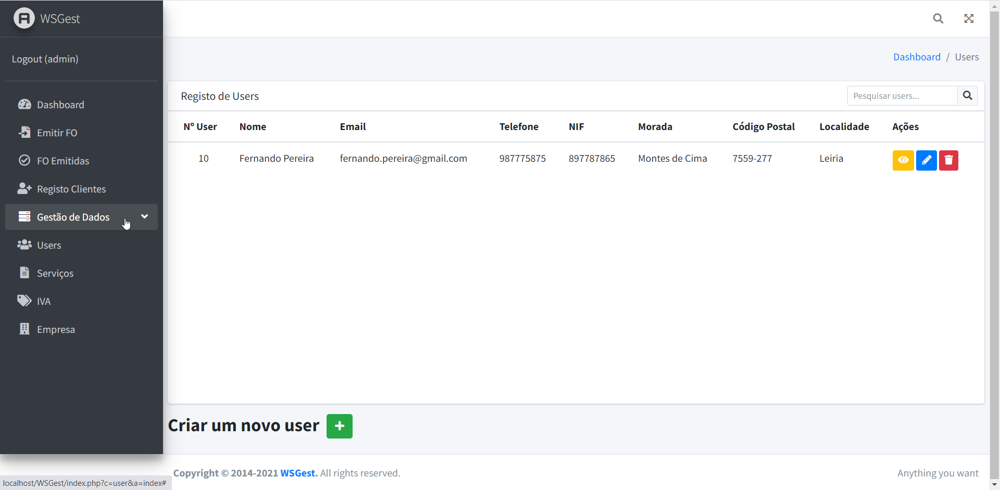 WSGest
Logout (admin)
Dashboard
Emitir FO
FO Emitidas
Registo Clientes
Gestão de Dados
Users
Serviços
IVA
Empresa
Dashboard / Users
Registo de Users
Pesquisar users...
Nº User Nome Email Telefone NIF Morada Código Postal Localidade Ações
10 Fernando Pereira fernando.pereira@gmail.com 987775875 897787865 Montes de Cima 7559-277 Leiria
Criar um novo user
Copyright © 2014-2021 WSGest. All rights reserved.
Anything you want
localhost/WSGest/index.php?c=user&a=index#